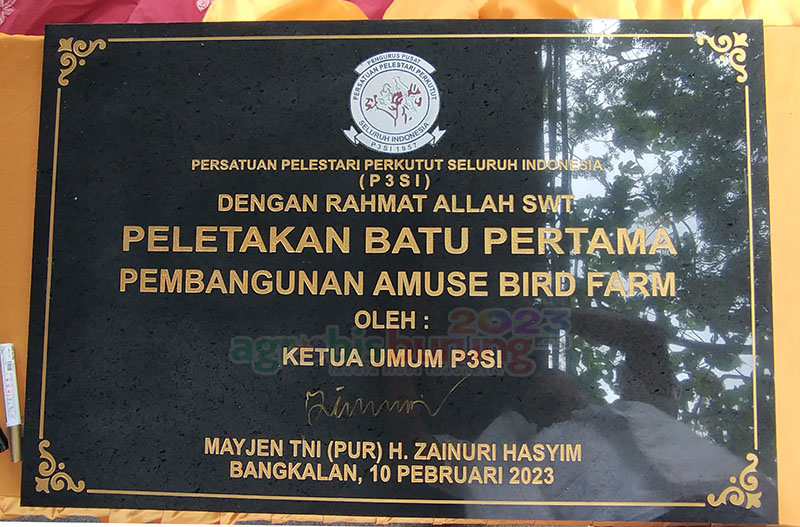 PENGURUS PUSAT
PERSATUAN PELESTARI PERKUTUT
SELURUH INDONESIA
P3SI 1957
PERSATUAN PELESTARI PERKUTUT SELURUH INDONESIA
(P3SI)
DENGAN RAHMAT ALLAH SWT
PELETAKAN BATU PERTAMA
PEMBANGUNAN AMUSE BIRD FARM
OLEH :
2023
agrobisburung
KETUA UMUM P3SI
MAYJEN TNI (PUR) H. ZAINURI HASYIM
BANGKALAN, 10 PEBRUARI 2023